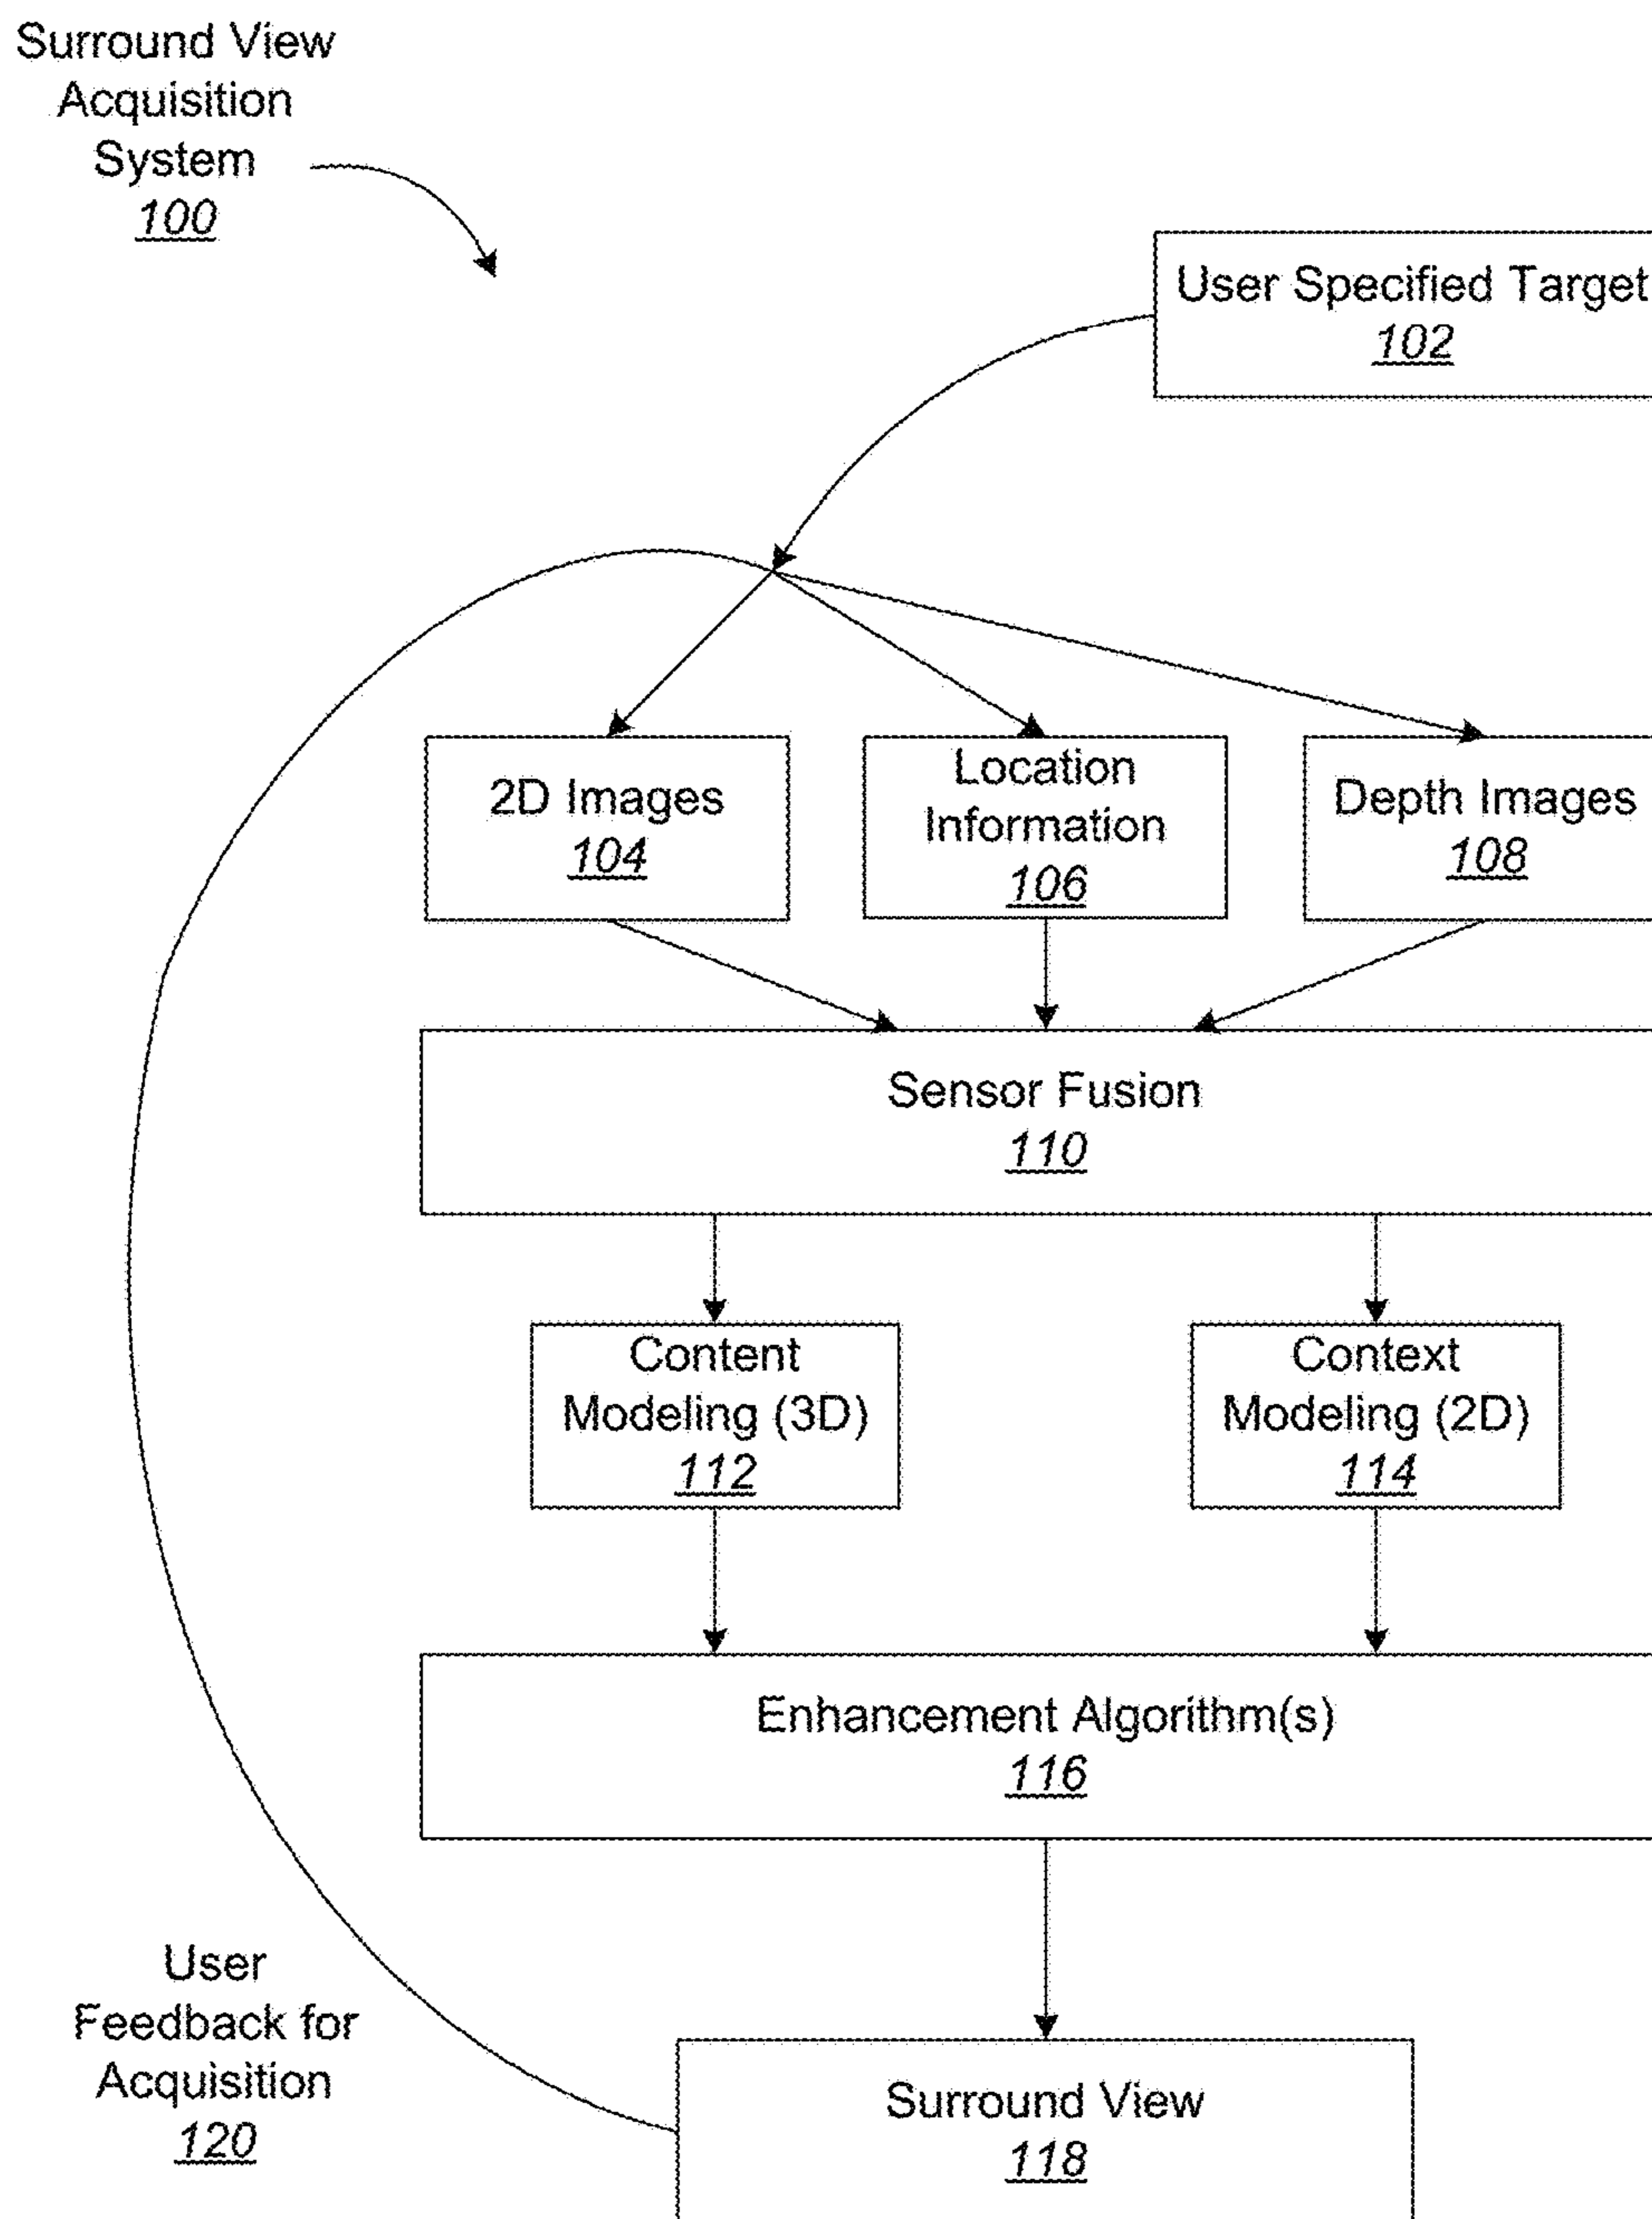 Surround View
Acquisition
System
100
User Specified Target
102
2D Images
104
Location
Information
106
Depth Images
108
Sensor Fusion
110
Content
Modeling (3D)
112
Context
Modeling (2D)
114
Enhancement Algorithm(s)
116
User
Feedback for
Acquisition
120
Surround View
118